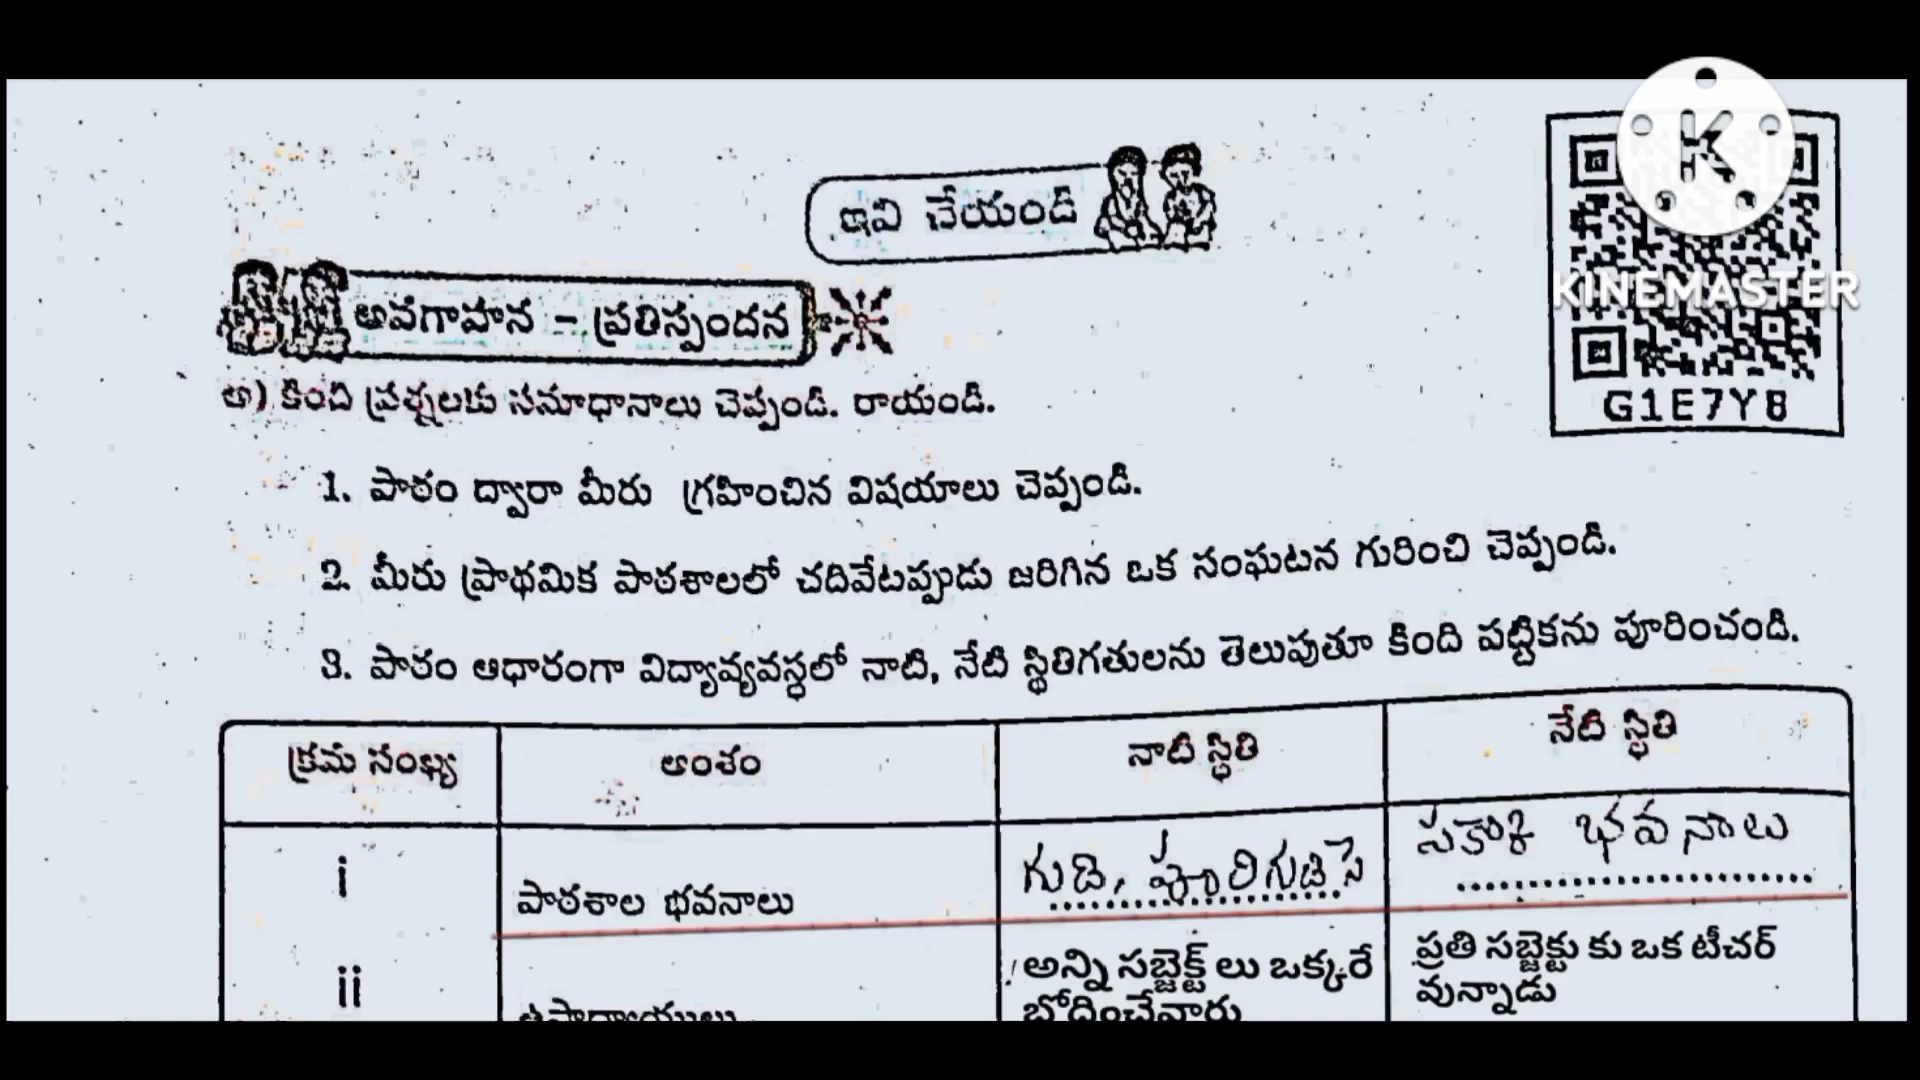 ఇవి చేయండి
K
KINEMASTER
అవగాహన - ప్రతిస్పందన
G1E7Y8
అ) కింది ప్రశ్నలకు సమాధానాలు చెప్పండి. రాయండి.
1. పాఠం ద్వారా మీరు గ్రహించిన విషయాలు చెప్పండి.
2. మీరు ప్రాథమిక పాఠశాలలో చదివేటప్పుడు జరిగిన ఒక సంఘటన గురించి చెప్పండి.
3. పాఠం ఆధారంగా విద్యావ్యవస్థలో నాటి, నేటి స్థితిగతులను తెలుపుతూ కింది పట్టికను పూరించండి.
క్రమ సంఖ్య అంశం నాటి స్థితి నేటి స్థితి
i పాఠశాల భవనాలు గుడి, పూరిగుడిసె భవనాలు
ii ఉపాధ్యాయులు అన్ని సబ్జెక్ట్ లు ఒక్కరే ప్రతి సబ్జెక్టు కు ఒక టీచర్
బోదించేవారు వున్నాడు